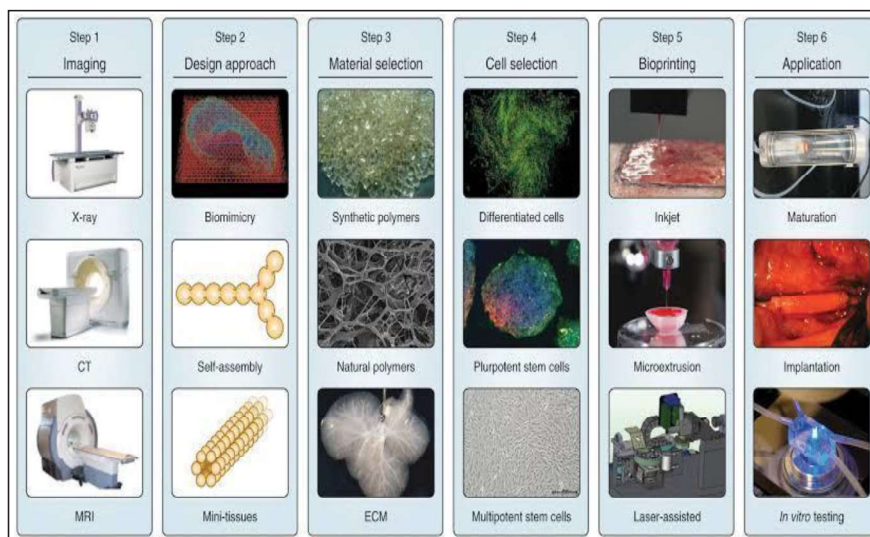 Step 1
Imaging
X-ray
CT
MRI
Step 2
Design approach
Biomimicry
Self-assembly
Mini-tissues
Step 3
Material selection
Synthetic polymers
Natural polymers
ECM
Step 4
Cell selection
Differentiated cells
Plurpotent stem cells
Multipotent stem cells
Step 5
Bioprinting
Inkjet
Microextrusion
Laser-assisted
Step 6
Application
Maturation
Implantation
In vitro testing